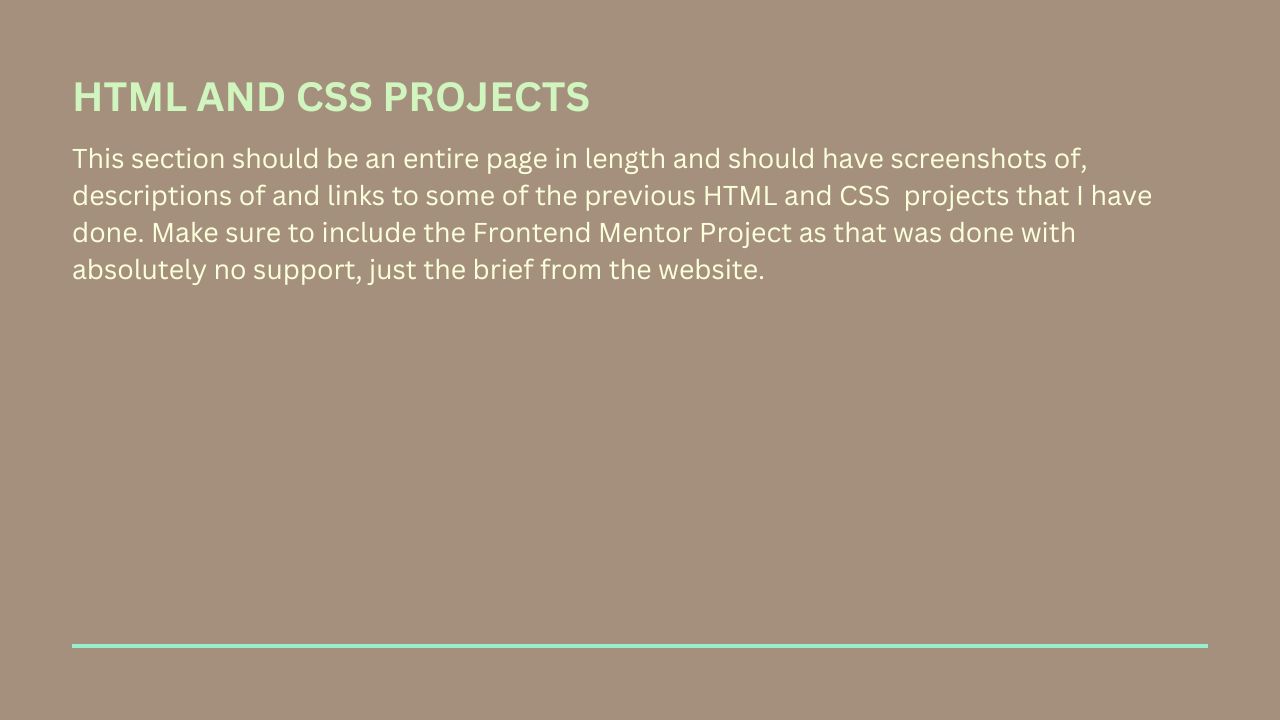 HTML AND CSS PROJECTS
This section should be an entire page in length and should have screenshots of,
descriptions of and links to some of the previous HTML and CSS  projects that I have
done. Make sure to include the Frontend Mentor Project as that was done with
absolutely no support, just the brief from the website.